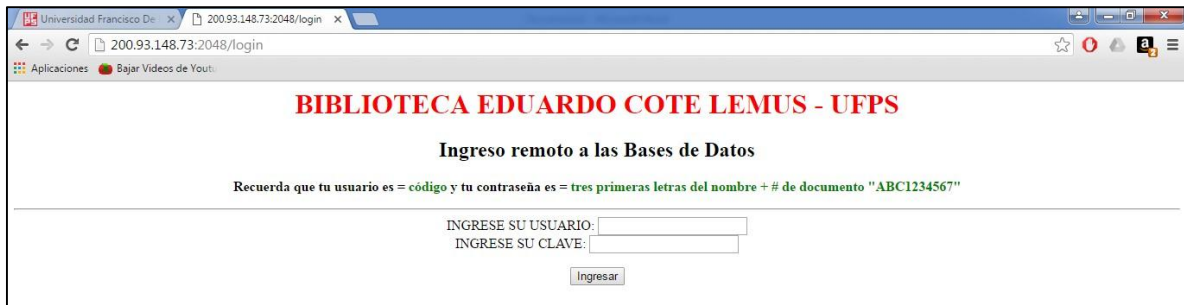 Universidad Francisco De
200.93.148.73:2048/login
200.93.148.73:2048/login
Aplicaciones
Bajar Videos de Yout
BIBLIOTECA EDUARDO COTE LEMUS - UFPS
Ingreso remoto a las Bases de Datos
Recuerda que tu usuario es = código y tu contraseña es = tres primeras letras del nombre + # de documento "ABC1234567"
INGRESE SU USUARIO:
INGRESE SU CLAVE:
Ingresar